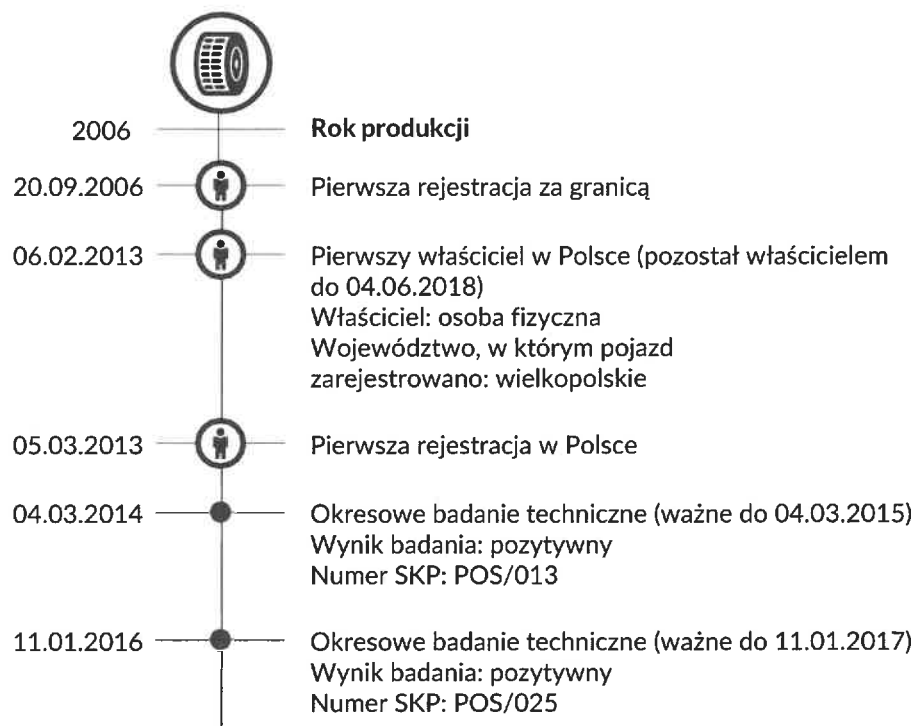 2006 Rok produkcji
20.09.2006 Pierwsza rejestracja za granicą
06.02.2013 Pierwszy właściciel w Polsce (pozostał właścicielem
do 04.06.2018)
Właściciel: osoba fizyczna
Województwo, w którym pojazd
zarejestrowano: wielkopolskie
05.03.2013 Pierwsza rejestracja w Polsce
04.03.2014 Okresowe badanie techniczne (ważne do 04.03.2015)
Wynik badania: pozytywny
Numer SKP: POS/013
11.01.2016 Okresowe badanie techniczne (ważne do 11.01.2017)
Wynik badania: pozytywny
Numer SKP: POS/025